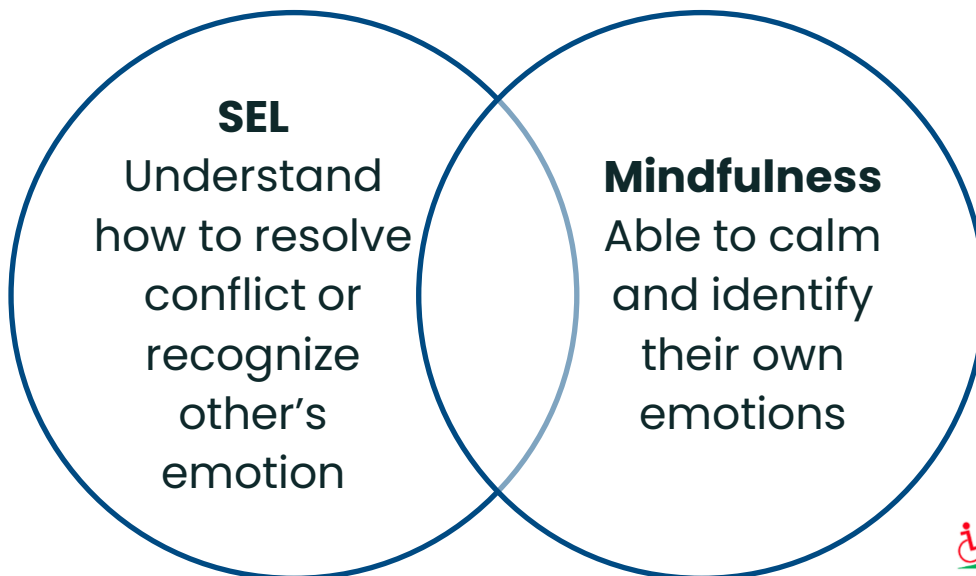 SEL
Understand
how to resolve
conflict or
recognize
other's
emotion
Mindfulness
Able to calm
and identify
their own
emotions